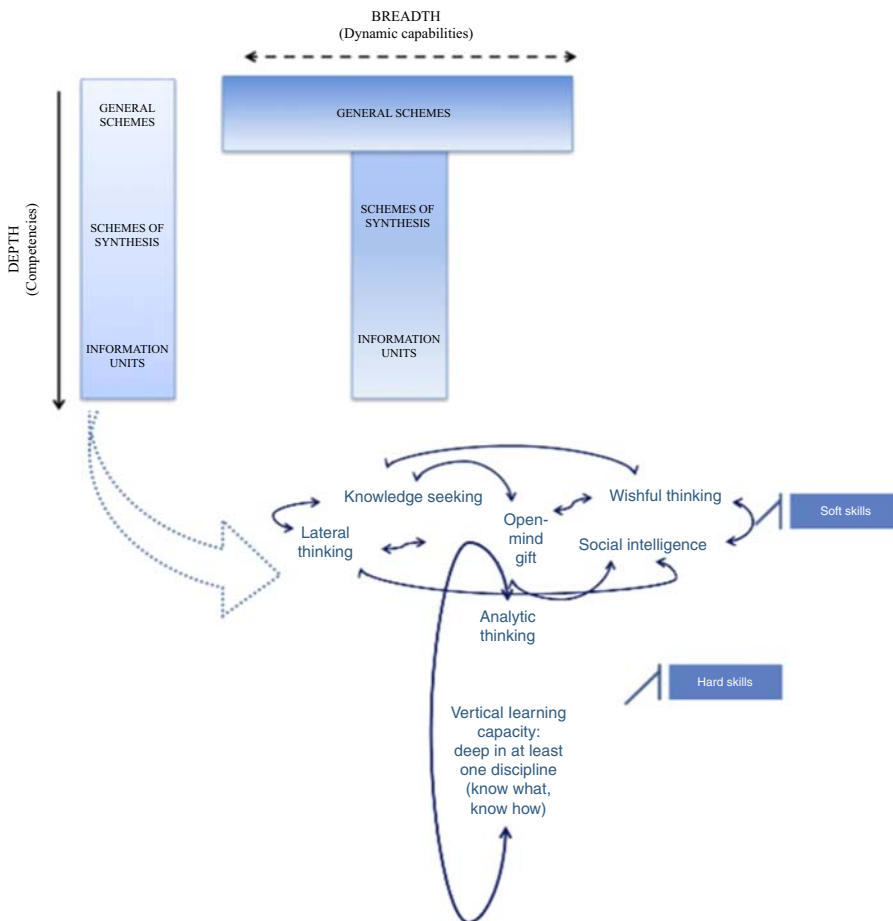 BREADTH
(Dynamic capabilities)
DEPTH
(Competencies)
GENERAL
SCHEMES
SCHEMES OF
SYNTHESIS
INFORMATION
UNITS
GENERAL SCHEMES
SCHEMES OF
SYNTHESIS
INFORMATION
UNITS
Knowledge seeking
Wishful thinking
Lateral
thinking
Open-
mind
gift
Social intelligence
Soft skills
Analytic
thinking
Hard skills
Vertical learning
capacity:
deep in at least
one discipline
(know what,
know how)